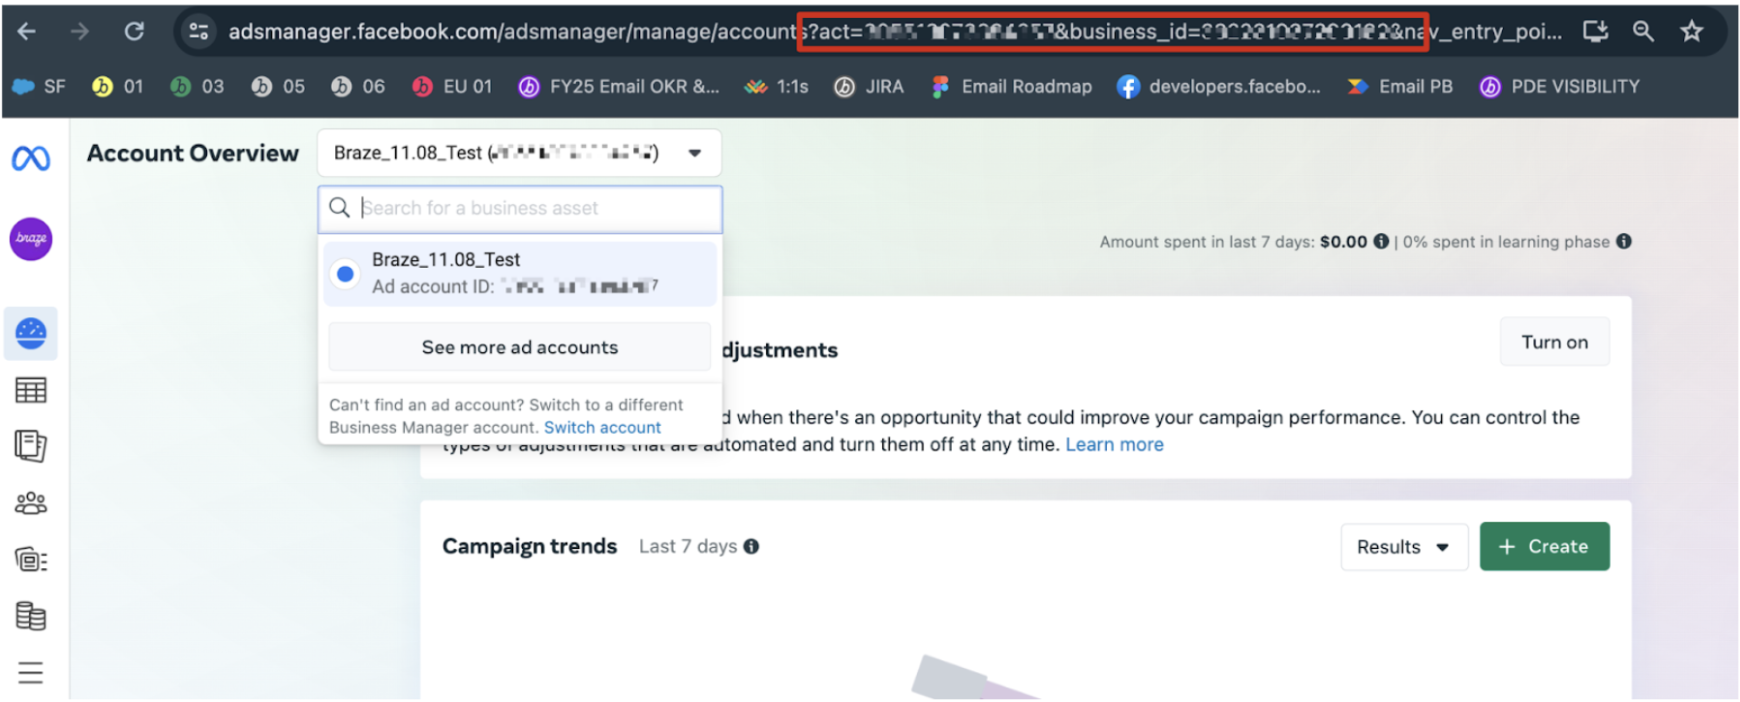 adsmanager.facebook.com/adsmanager/manage/accounts?act= &business_id= &nav_entry_poi...
SF 01 03 05 06 EU 01 FY25 Email OKR &... 1:1s JIRA Email Roadmap developers.facebo... Email PB PDE VISIBILITY
Account Overview
Braze_11.08_Test
braze
Search for a business asset
Amount spent in last 7 days: $0.00 | 0% spent in learning phase
Braze_11.08_Test
Ad account ID:
See more ad accounts
Can't find an ad account? Switch to a different
Business Manager account. Switch account
Turn on
when there's an opportunity that could improve your campaign performance. You can control the
types of adjustments that are automated and turn them off at any time. Learn more
Campaign trends Last 7 days
Results
+ Create